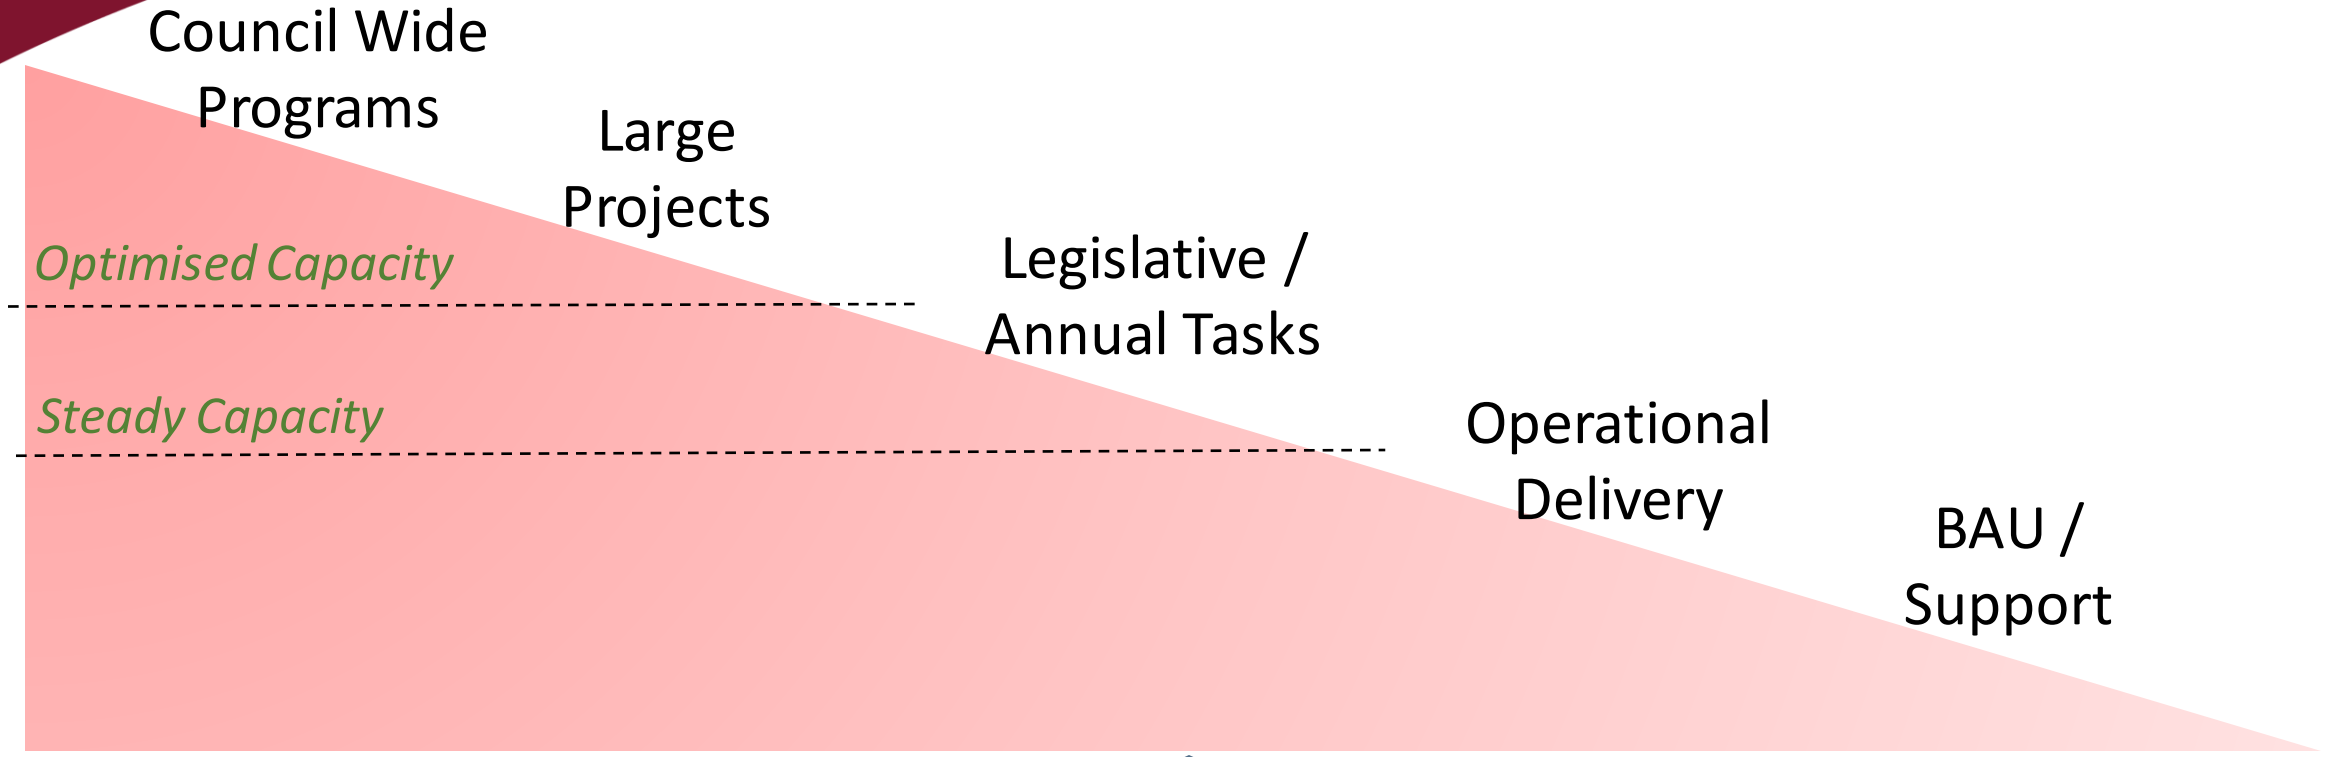 Council Wide
Programs
Large
Projects
Optimised Capacity
Legislative /
Annual Tasks
Steady Capacity
Operational
Delivery
BAU /
Support